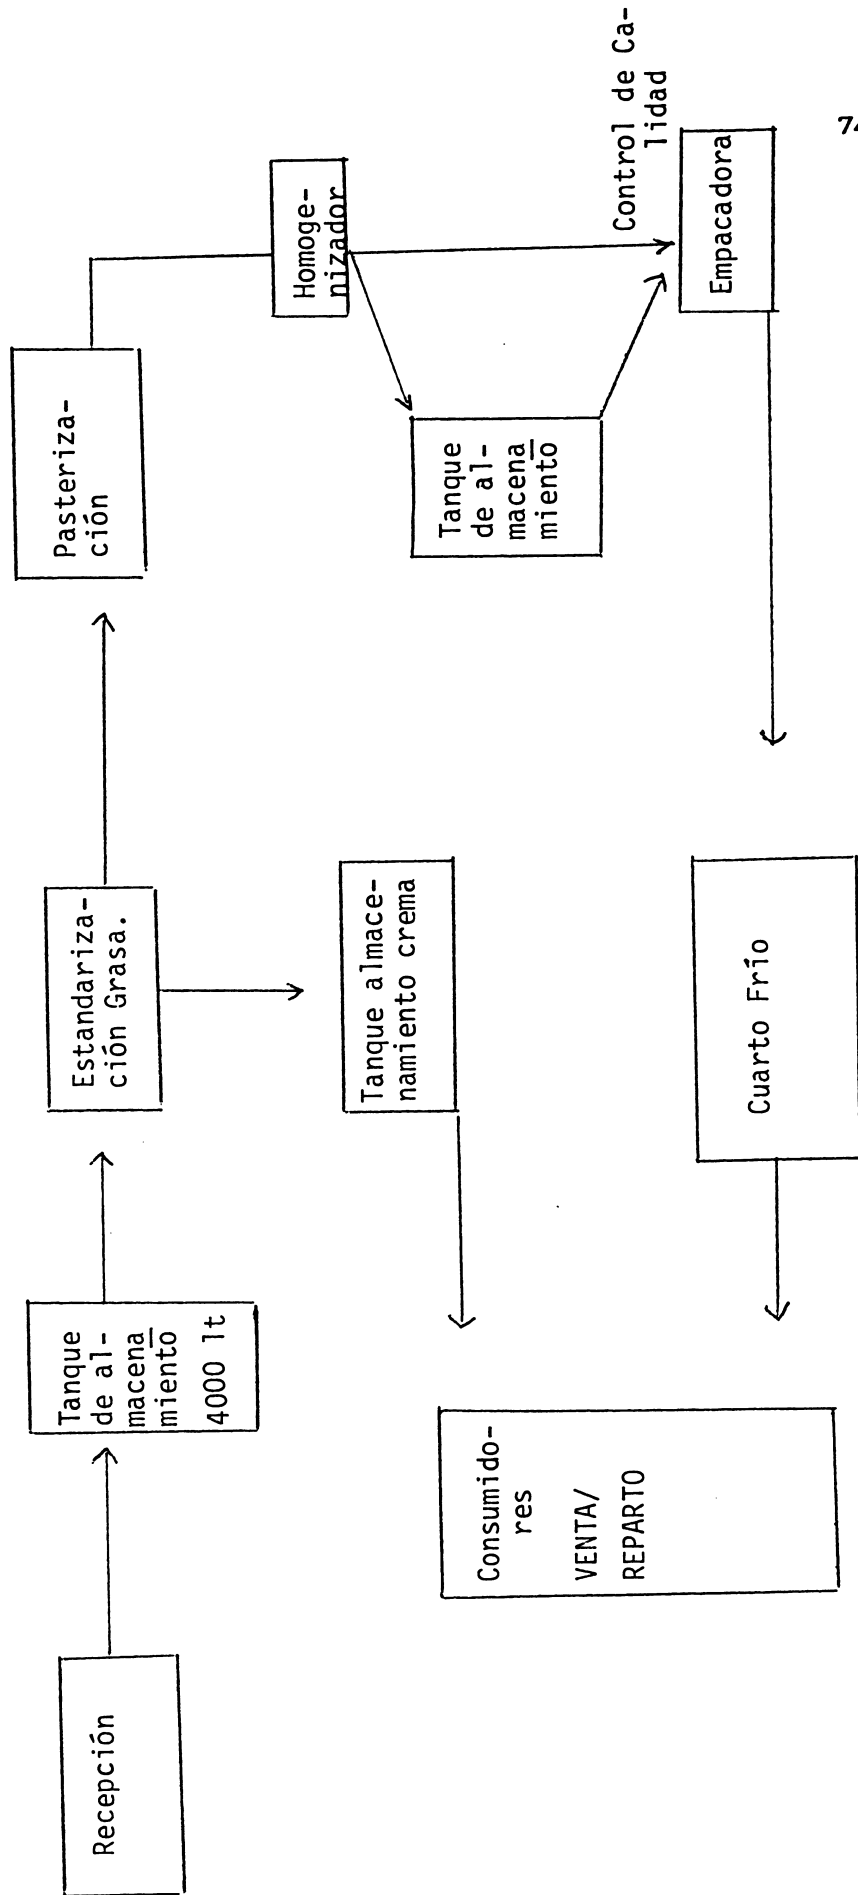 Recepción
Tanque
de al-
macena
miento
4000 lt
Estandariza-
ción Grasa.
Pasteriza-
ción
Homoge-
nizador
Tanque
de al-
macena
miento
Control de Ca-
lidad
Empacadora
Tanque almace-
namiento crema
Cuarto Frío
Consumido-
res
VENTA/
REPARTO
74